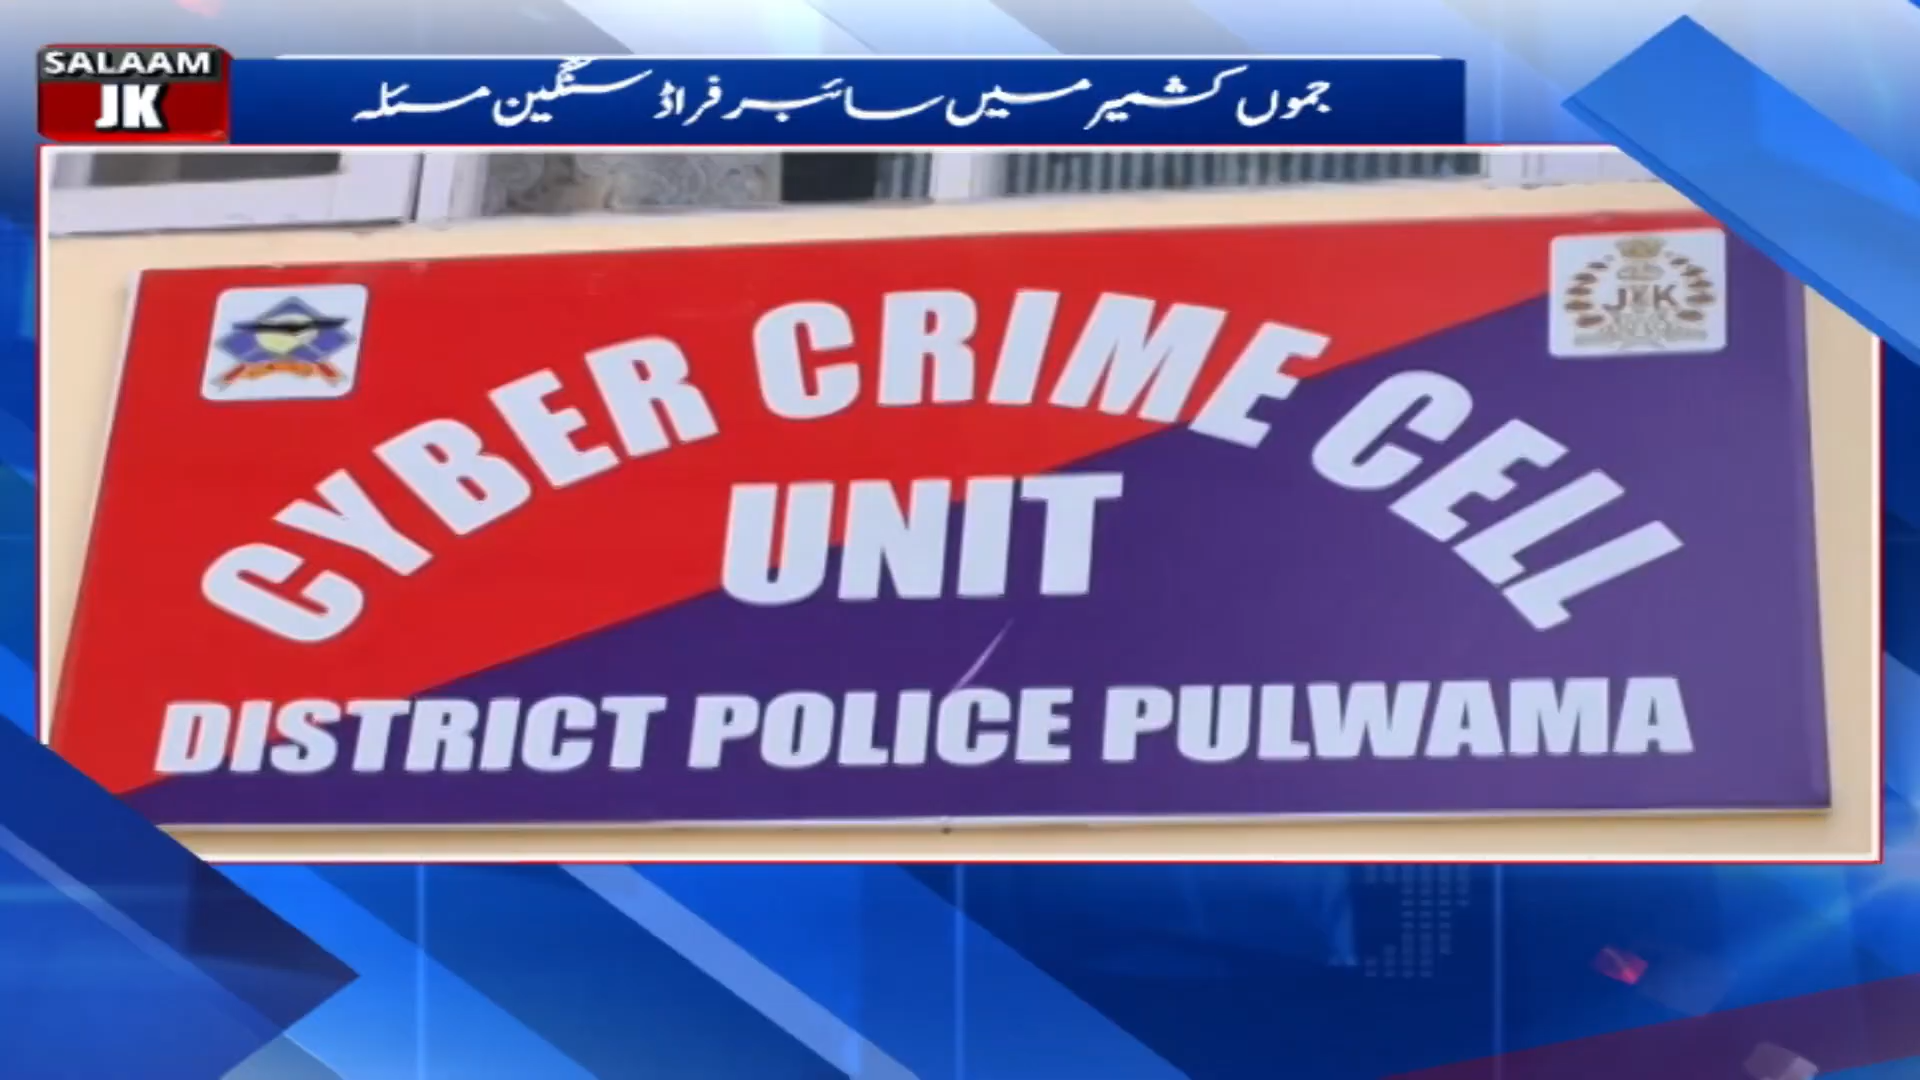 SALAAM
JK
جموں کشمیر میں سائبر فراڈ سنگین مسئلہ
J K
CYBER CRIME CELL
UNIT
DISTRICT POLICE PULWAMA